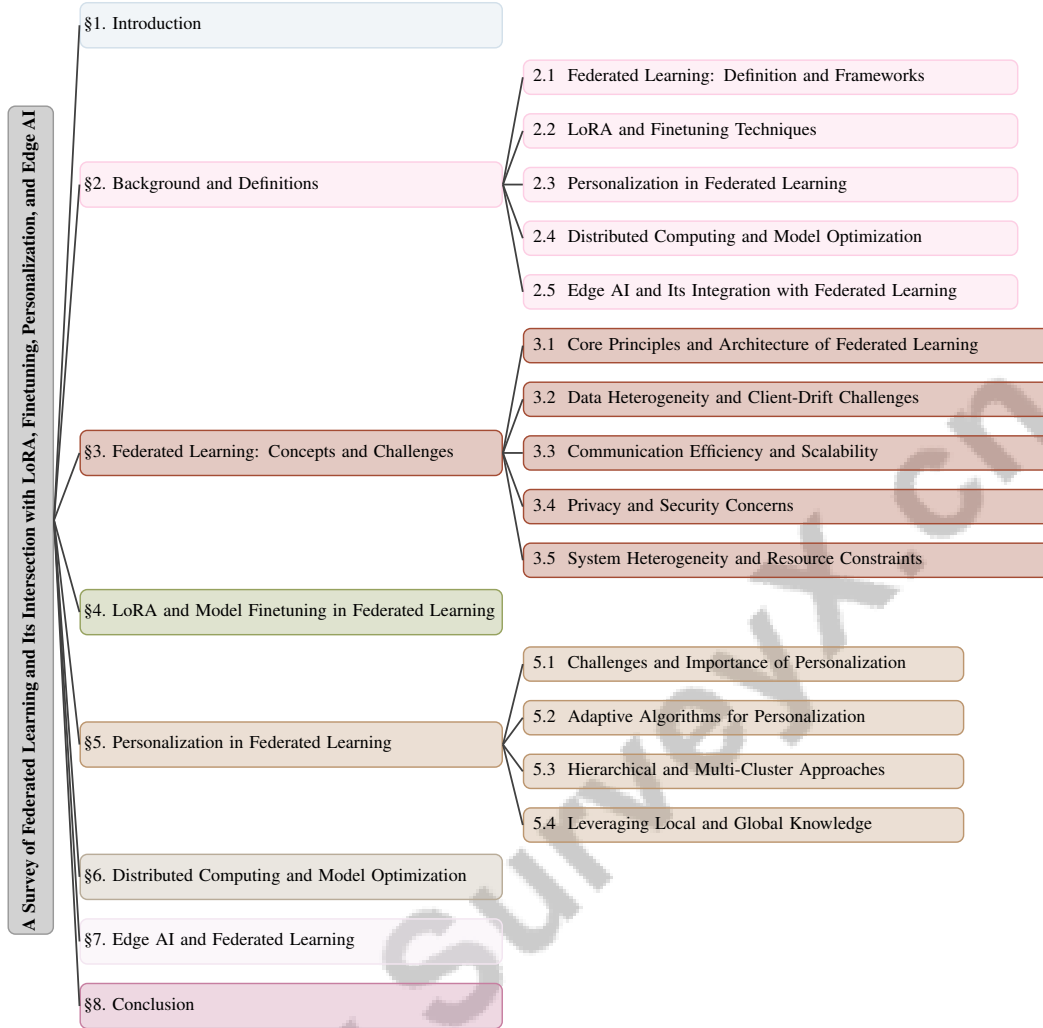 A Survey of Federated Learning and Its Intersection with LoRA, Finetuning, Personalization, and Edge AI
§1. Introduction
§2. Background and Definitions
2.1 Federated Learning: Definition and Frameworks
2.2 LoRA and Finetuning Techniques
2.3 Personalization in Federated Learning
2.4 Distributed Computing and Model Optimization
2.5 Edge AI and Its Integration with Federated Learning
§3. Federated Learning: Concepts and Challenges
3.1 Core Principles and Architecture of Federated Learning
3.2 Data Heterogeneity and Client-Drift Challenges
3.3 Communication Efficiency and Scalability
3.4 Privacy and Security Concerns
3.5 System Heterogeneity and Resource Constraints
§4. LoRA and Model Finetuning in Federated Learning
§5. Personalization in Federated Learning
5.1 Challenges and Importance of Personalization
5.2 Adaptive Algorithms for Personalization
5.3 Hierarchical and Multi-Cluster Approaches
5.4 Leveraging Local and Global Knowledge
§6. Distributed Computing and Model Optimization
§7. Edge AI and Federated Learning
§8. Conclusion
SurveyX.cn